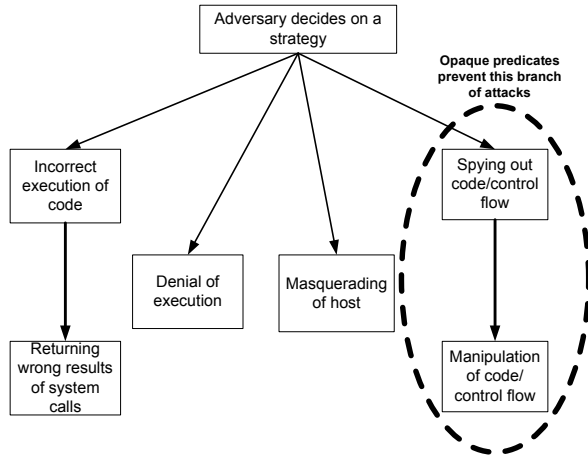 Adversary decides on a
strategy
Opaque predicates
prevent this branch
of attacks
Incorrect
execution of
code
Spying out
code/control
flow
Denial of
execution
Masquerading
of host
Returning
wrong results
of system
calls
Manipulation
of code/
control flow